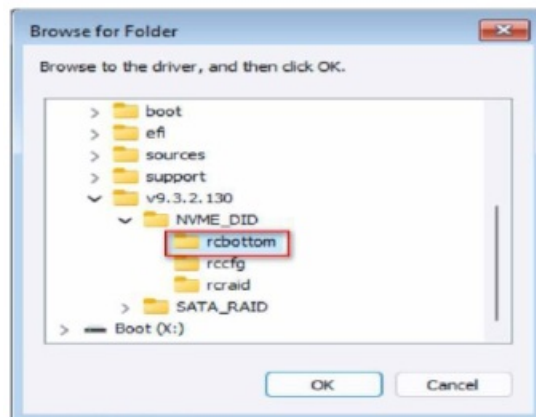 Browse for Folder
Browse to the driver, and then click OK.
boot
efi
sources
support
v9.3.2.130
NVME_DID
rcbottom
rccfg
rcraid
SATA_RAID
Boot (X:)
OK Cancel